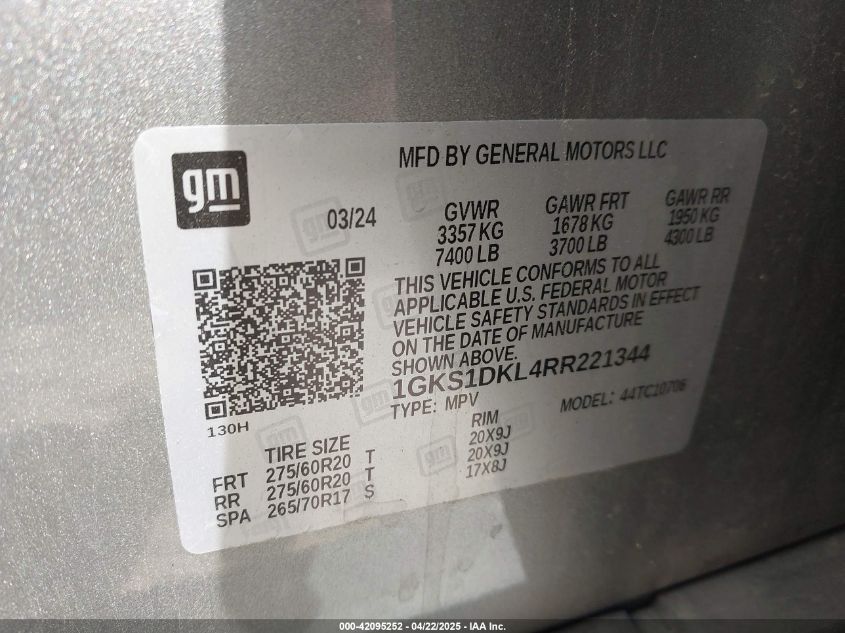 gm
MFD BY GENERAL MOTORS LLC
03/24
GVWR
3357 KG
7400 LB
GAWR FRT
1678 KG
3700 LB
GAWR RR
1950 KG
4300 LB
THIS VEHICLE CONFORMS TO ALL
APPLICABLE U.S. FEDERAL MOTOR
VEHICLE SAFETY STANDARDS IN EFFECT
ON THE DATE OF MANUFACTURE
SHOWN ABOVE.
1GKS1DKL4RR221344
TYPE: MPV
MODEL: 44TC10706
130H
TIRE SIZE
RIM
FRT 275/60R20 T 20X9J
RR 275/60R20 T 20X9J
SPA 265/70R17 S 17X8J
000-42095252 - 04/22/2025 - IAA Inc.